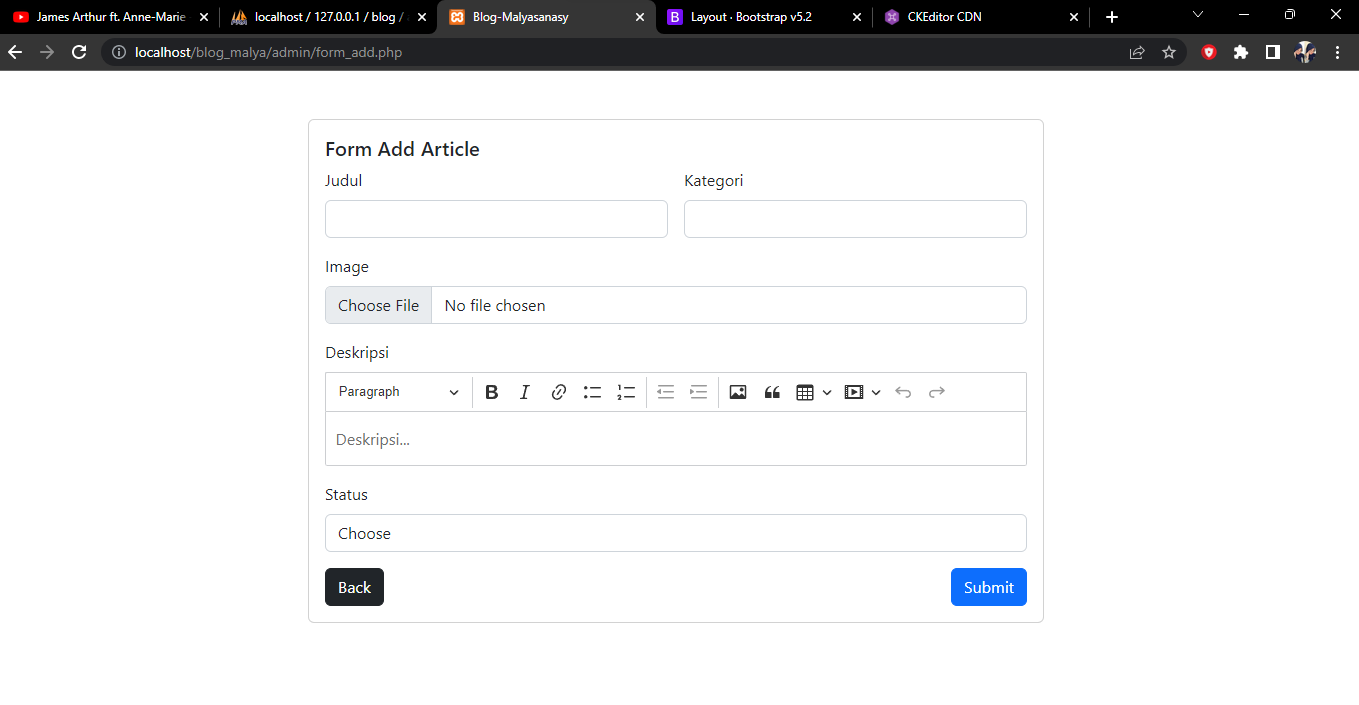 James Arthur ft. Anne-Marie
localhost / 127.0.0.1 / blog /
Blog-Malyasanasy
Layout · Bootstrap v5.2
CKEditor CDN
localhost/blog_malya/admin/form_add.php
Form Add Article
Judul
Kategori
Image
Choose File
No file chosen
Deskripsi
Paragraph
Deskripsi...
Status
Choose
Back
Submit